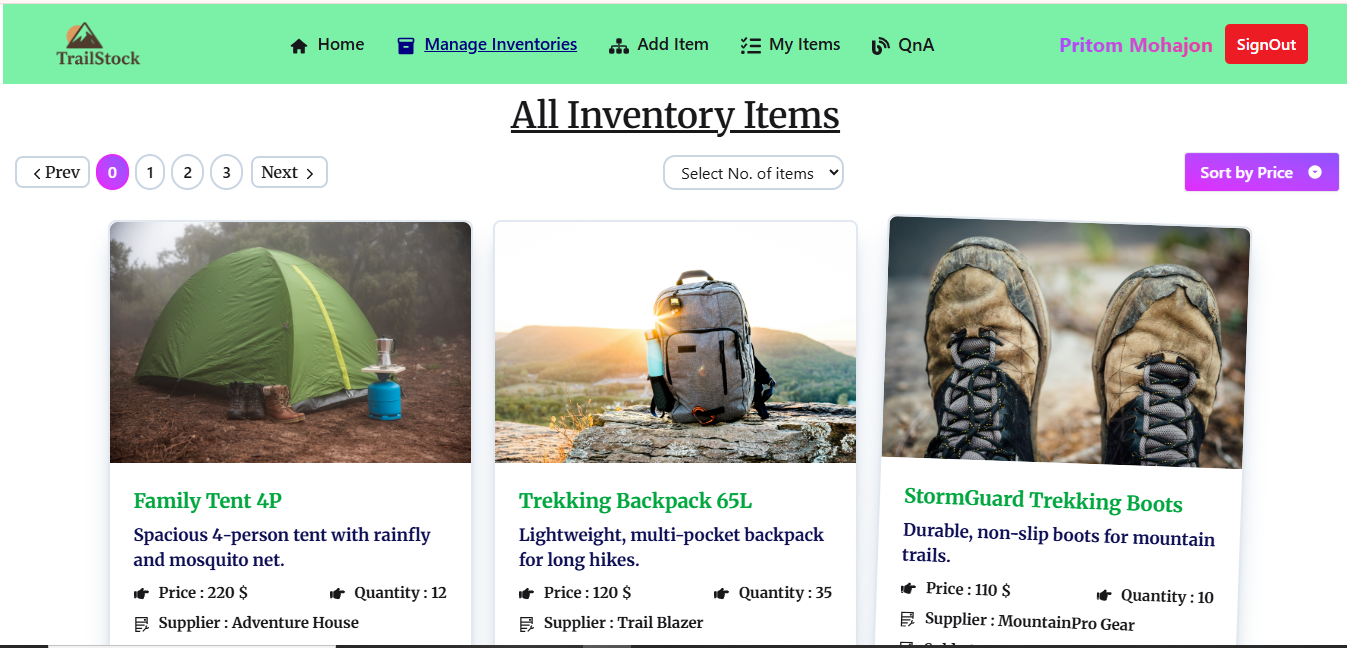 TrailStock
Home Manage Inventories Add Item My Items QnA
Pritom Mohajon SignOut
All Inventory Items
Prev 0 1 2 3 Next
Select No. of items
Sort by Price
Family Tent 4P
Spacious 4-person tent with rainfly
and mosquito net.
Price : 220 $ Quantity : 12
Supplier : Adventure House
Trekking Backpack 65L
Lightweight, multi-pocket backpack
for long hikes.
Price : 120 $ Quantity : 35
Supplier : Trail Blazer
StormGuard Trekking Boots
Durable, non-slip boots for mountain
trails.
Price : 110 $ Quantity : 10
Supplier : MountainPro Gear